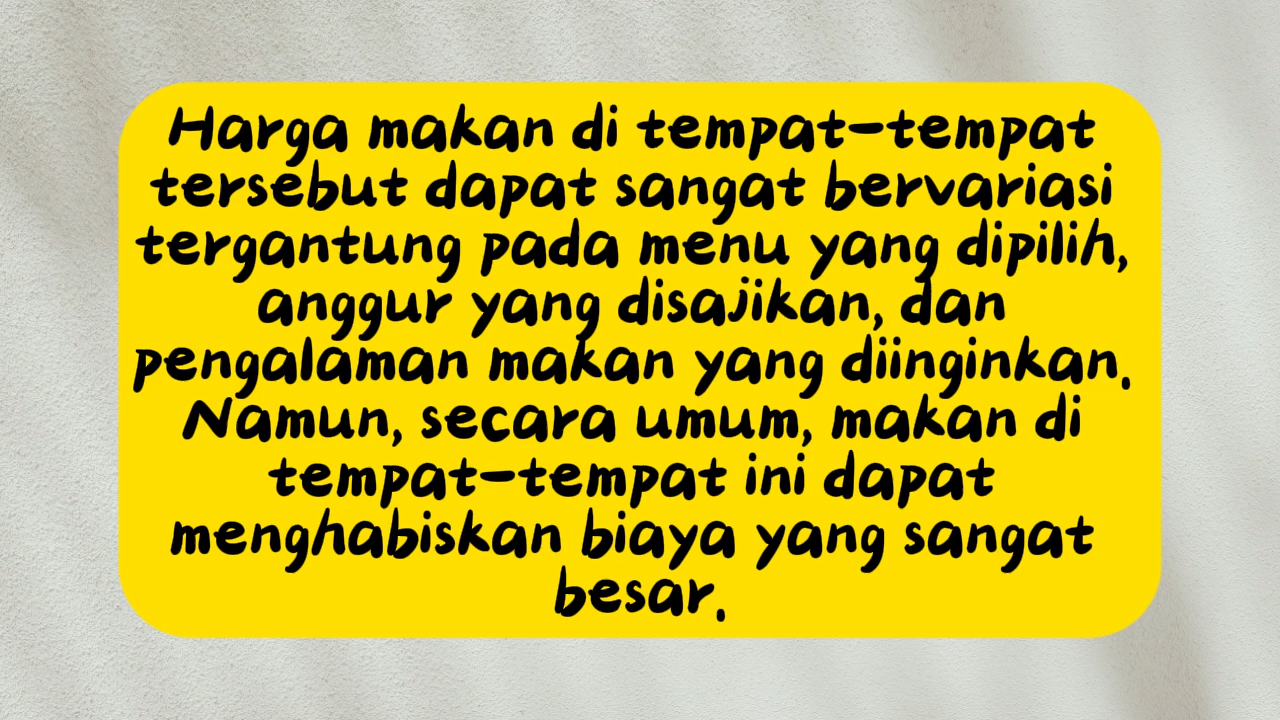 Harga makan di tempat-tempat
tersebut dapat sangat bervariasi
tergantung pada menu yang dipilih,
anggur yang disajikan, dan
pengalaman makan yang diinginkan.
Namun, secara umum, makan di
tempat-tempat ini dapat
menghabiskan biaya yang sangat
besar.